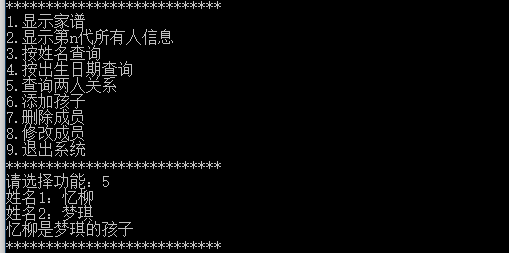 ***************************
1.显示家谱
2.显示第n代所有人信息
3.按姓名查询
4.按出生日期查询
5.查询两人关系
6.添加孩子
7.删除成员
8.修改成员
9.退出系统
***************************
请选择功能：5
姓名1：忆柳
姓名2：梦琪
忆柳是梦琪的孩子
***************************